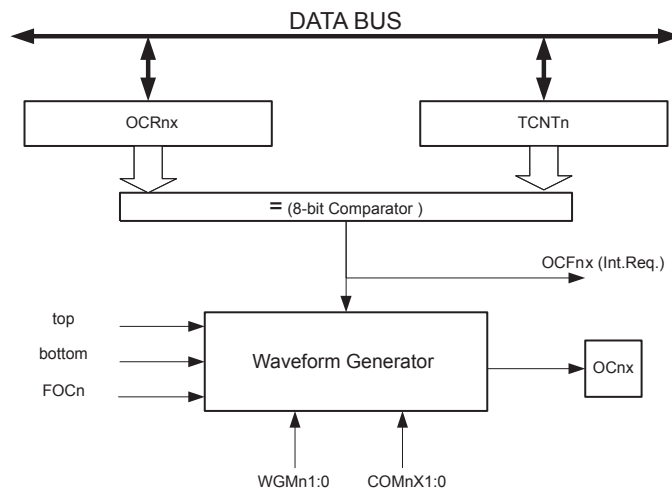 DATA BUS
OCRnx
TCNTn
= (8-bit Comparator )
OCFnx (Int.Req.)
top
bottom
FOCn
Waveform Generator
OCnx
WGMn1:0
COMnX1:0